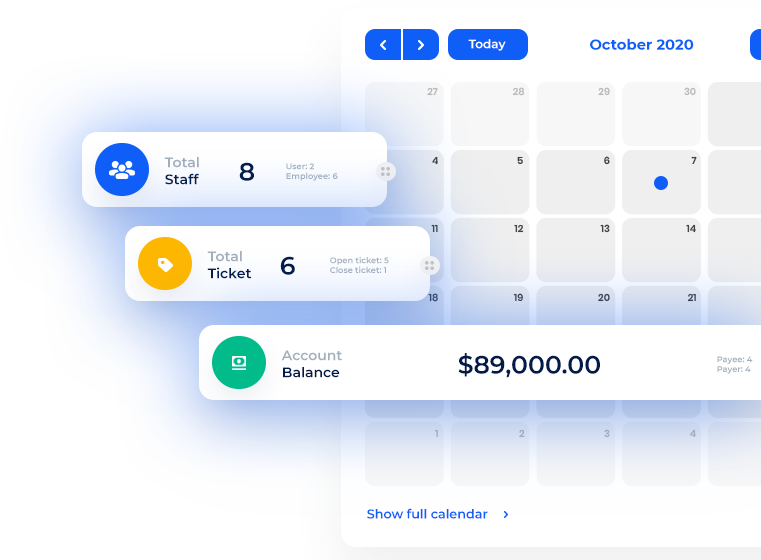 Today
October 2020
27 28 29 30
4 5 6 7
Total
Staff
8
User: 2
Employee: 6
11 12 13 14
Total
Ticket
6
Open ticket: 5
Close ticket: 1
18 19 20 21
Account
Balance
$89,000.00
Payee: 4
Payer: 4
1 2 3 4
Show full calendar